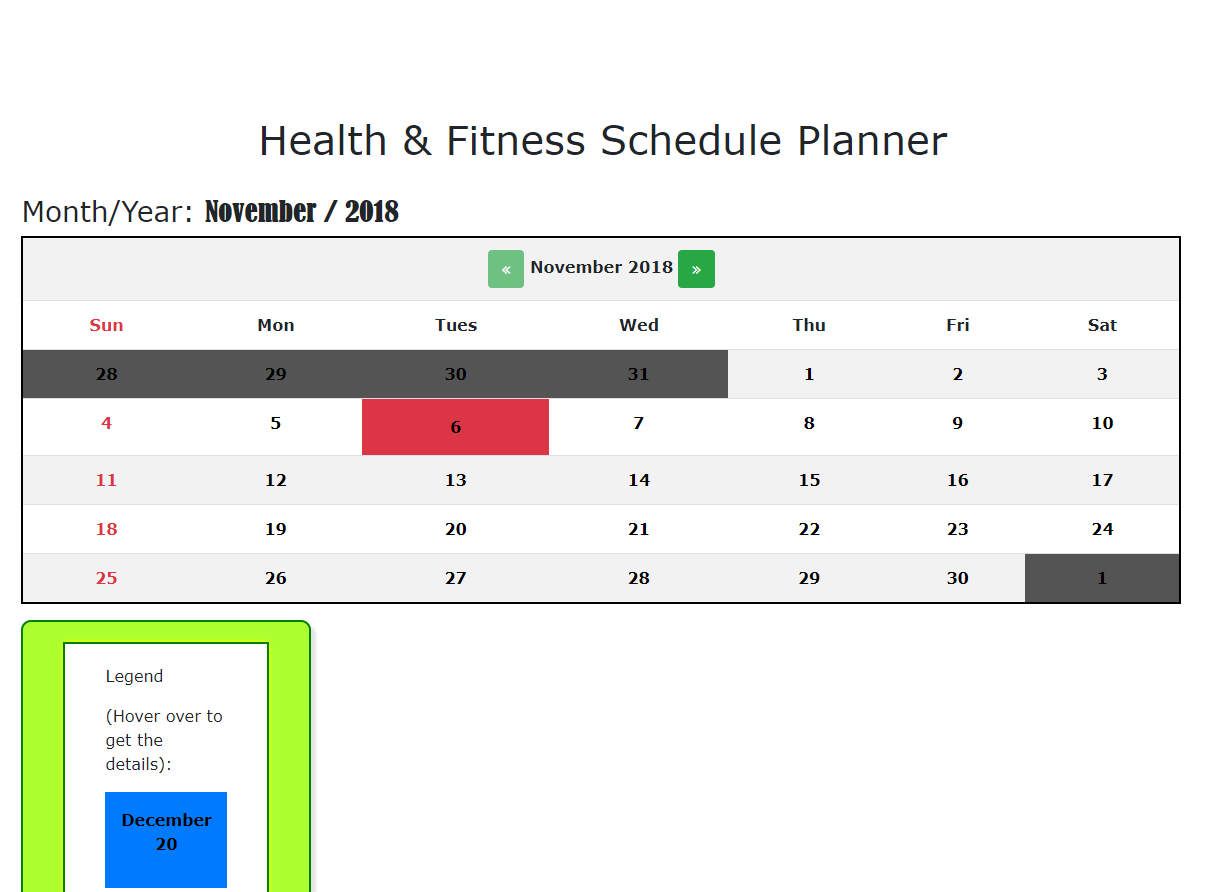 Health & Fitness Schedule Planner
Month/Year: November / 2018
« November 2018 »
Sun Mon Tues Wed Thu Fri Sat
28 29 30 31 1 2 3
4 5 6 7 8 9 10
11 12 13 14 15 16 17
18 19 20 21 22 23 24
25 26 27 28 29 30 1
Legend
(Hover over to
get the
details):
December
20